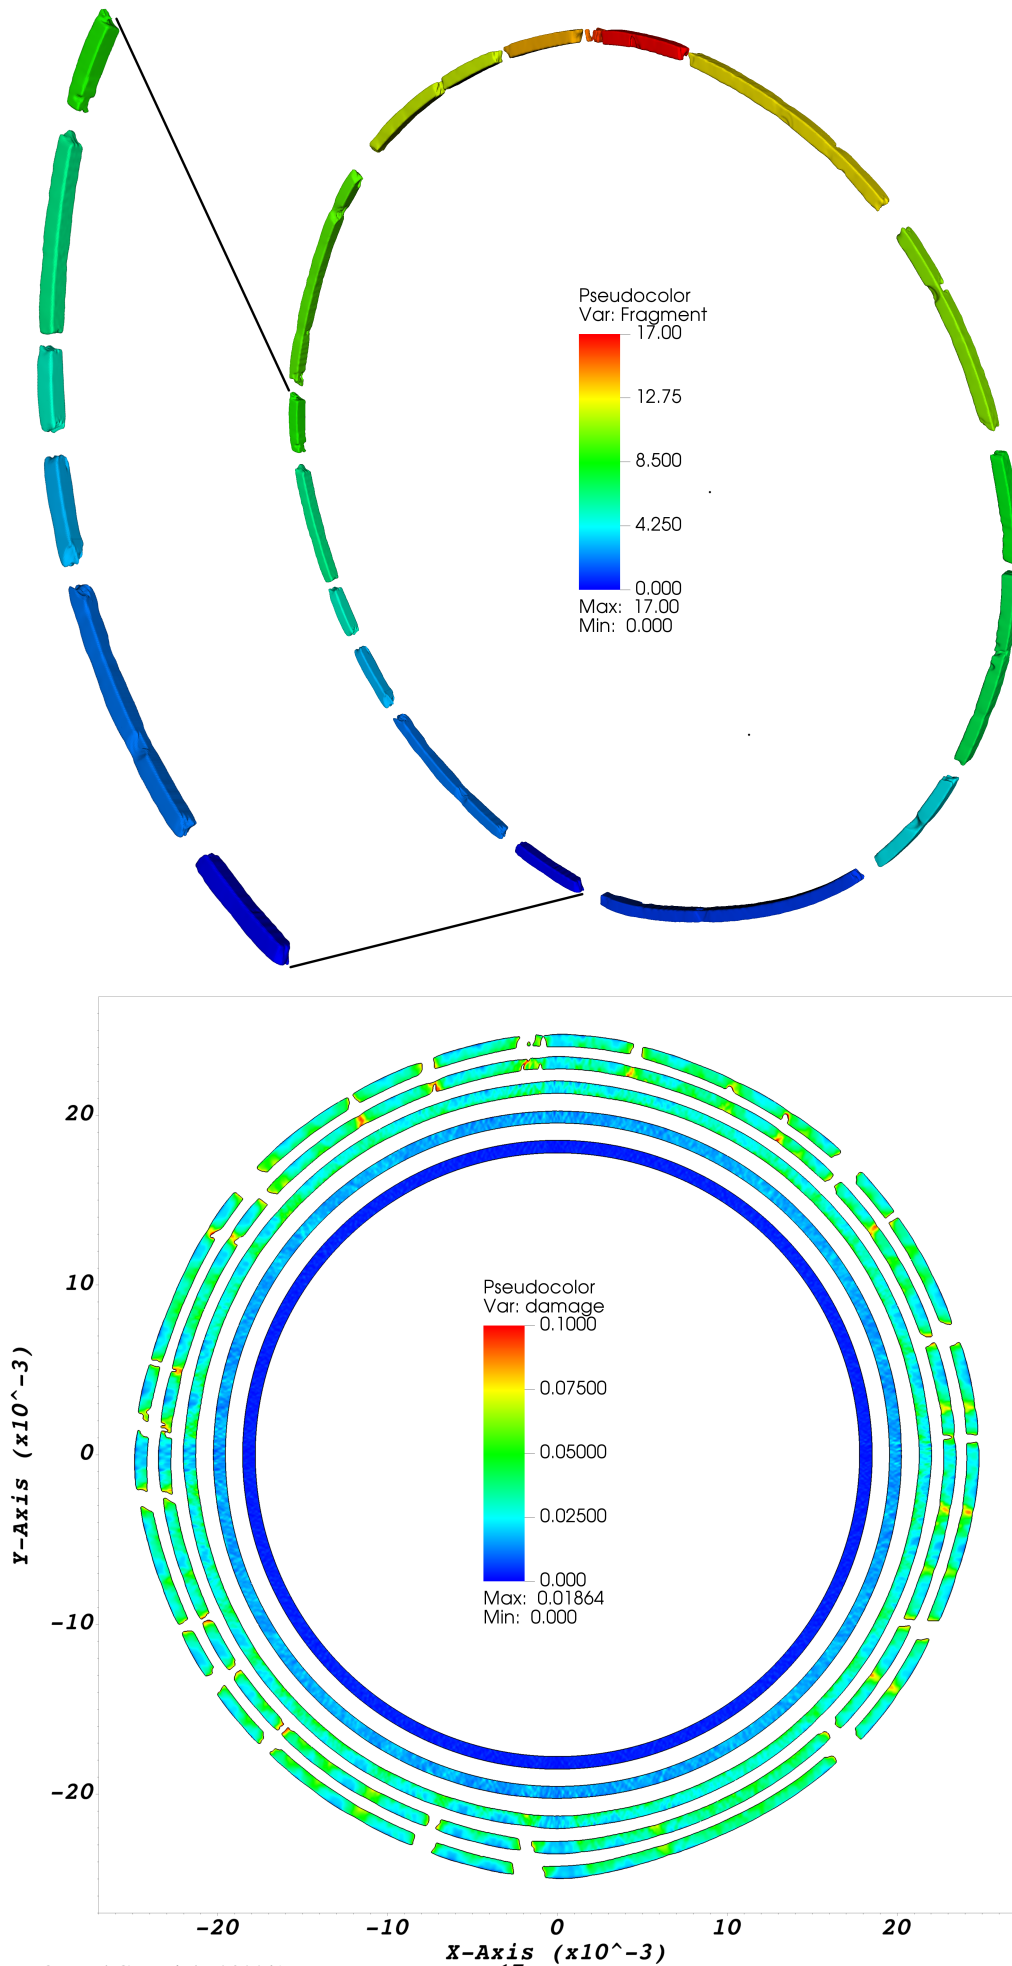 Pseudocolor
Var: Fragment
17.00
12.75
8.500
4.250
0.000
Max: 17.00
Min: 0.000
Pseudocolor
Var: damage
0.1000
0.07500
0.05000
0.02500
0.000
Max: 0.01864
Min: 0.000
20
10
0
-10
-20
Y-Axis (x10^-3)
-20 -10 0 10 20
X-Axis (x10^-3)